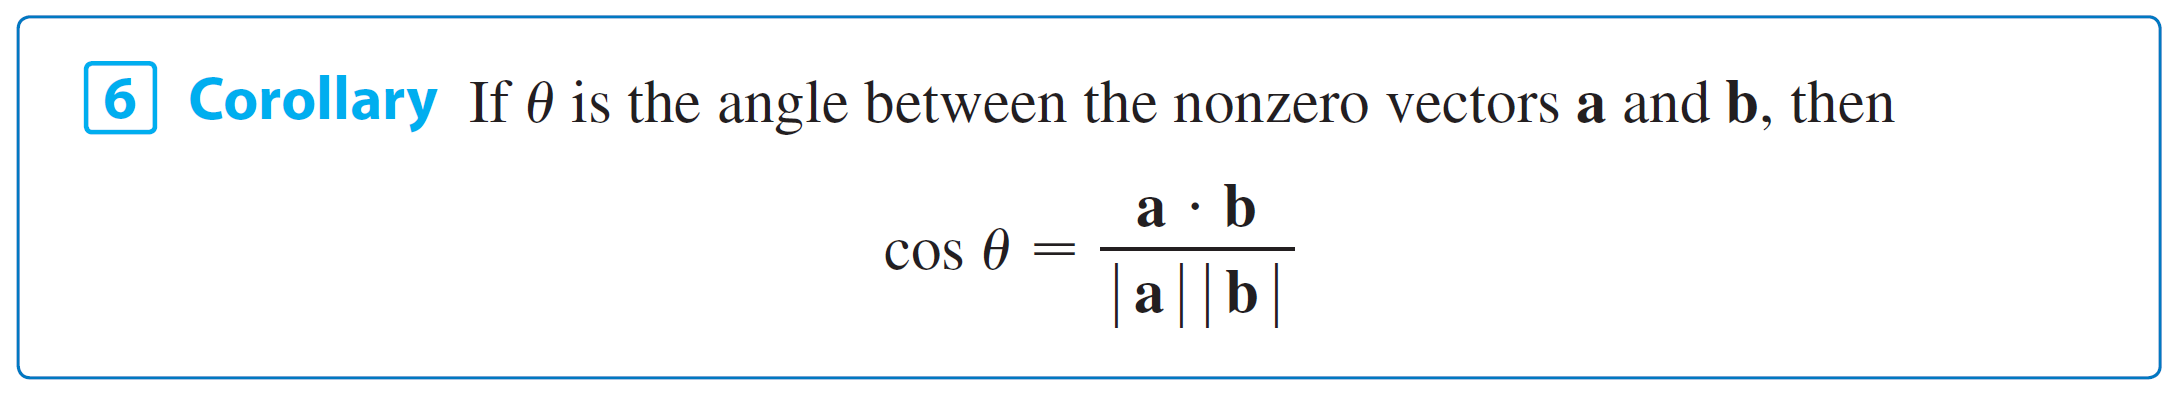 6 Corollary If θ is the angle between the nonzero vectors a and b, then
cos θ = a · b / |a||b|